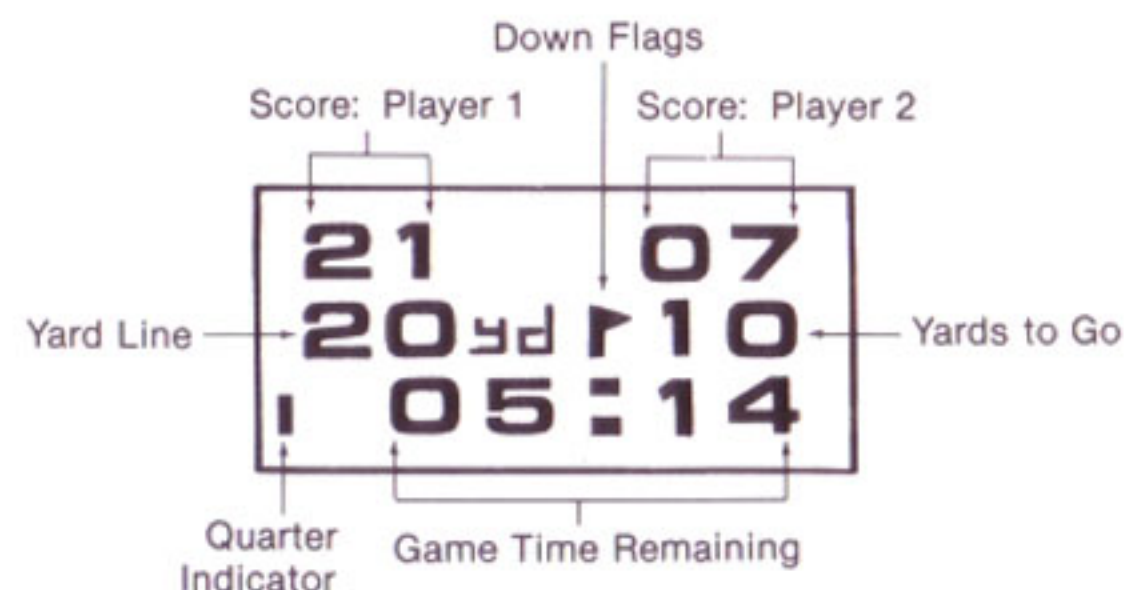 Down Flags
Score: Player 1 Score: Player 2
21 07
Yard Line 20yd 10 Yards to Go
I 05:14
Quarter Indicator
Game Time Remaining